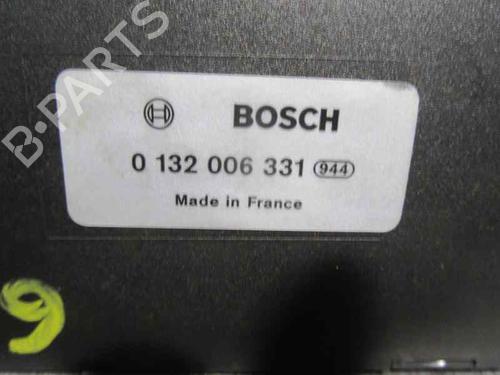 B-PARTS
BOSCH
0 132 006 331 944
Made in France
9